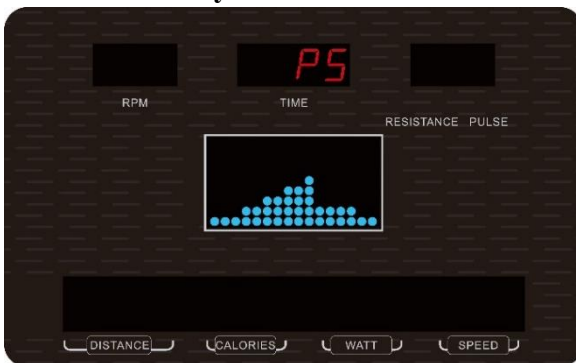 P5
RPM
TIME
RESISTANCE PULSE
DISTANCE
CALORIES
WATT
SPEED